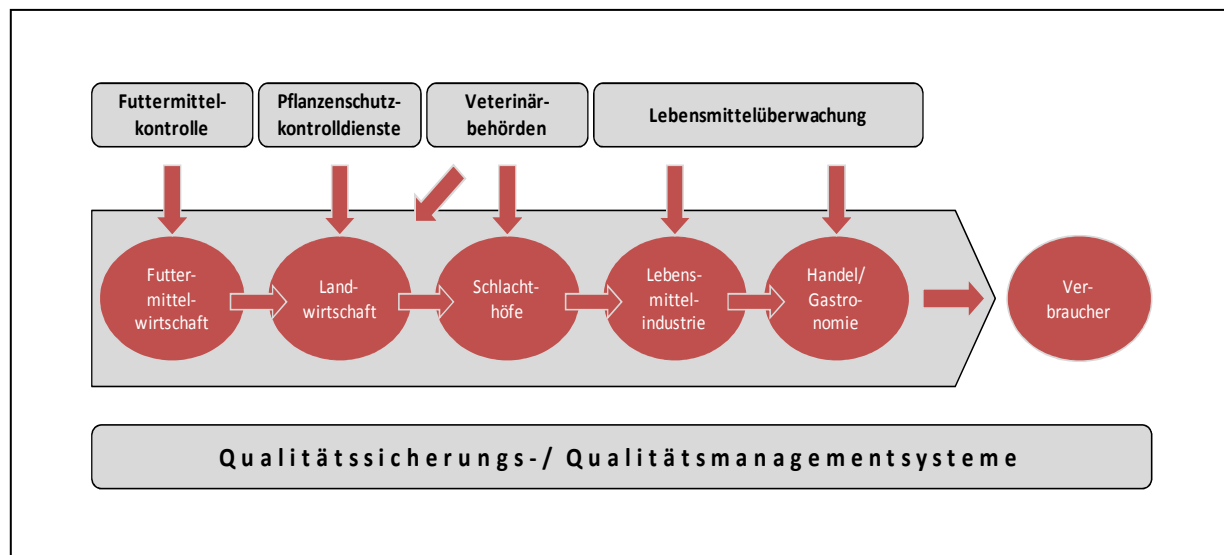 Futtermittel-
kontrolle
Pflanzenschutz-
kontrolldienste
Veterinär-
behörden
Lebensmittelüberwachung
Futter-
mittel-
wirtschaft
Land-
wirtschaft
Schlacht-
höfe
Lebens-
mittel-
industrie
Handel/
Gastro-
nomie
Ver-
braucher
Qualitätssicherungs-/ Qualitätsmanagementsysteme